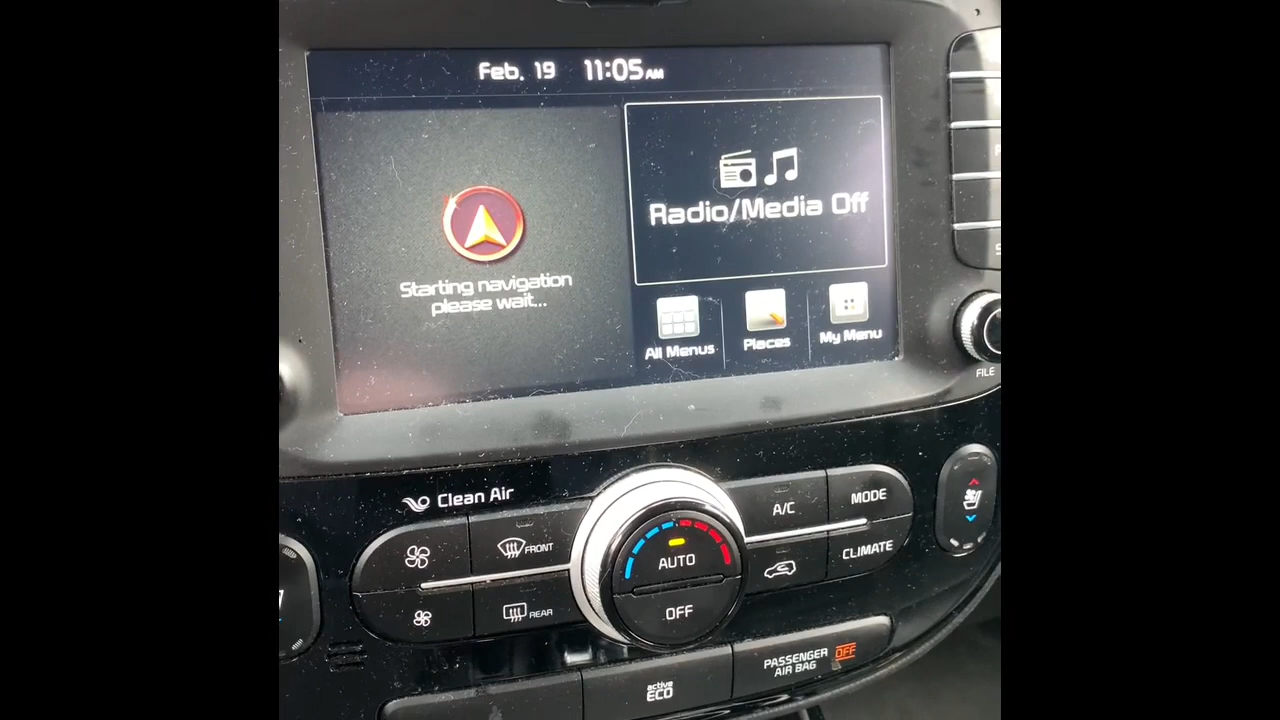 Feb. 19 11:05AM
Starting navigation
please wait...
Radio/Media Off
All Menus
Places
My Menu
FILE
Clean Air
FRONT
REAR
AUTO
OFF
A/C
MODE
CLIMATE
PASSENGER
AIR BAG
OFF
active
ECO